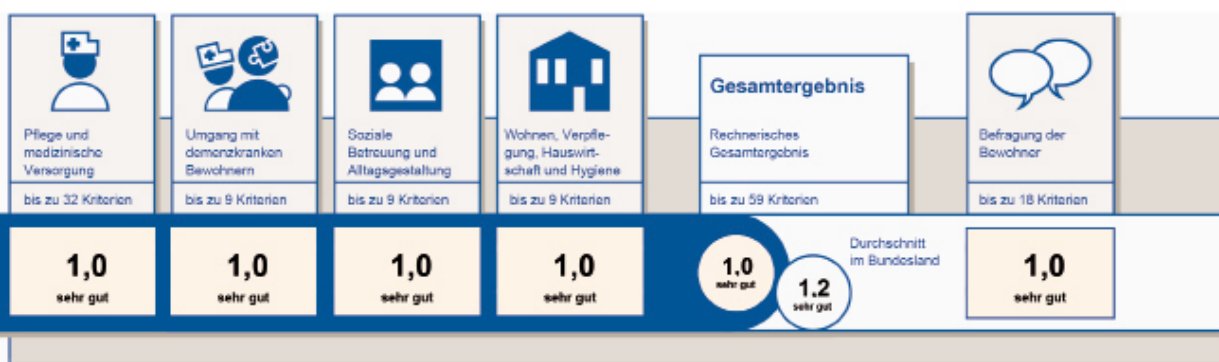 Pflege und
medizinische
Versorgung
bis zu 32 Kriterien
1,0
sehr gut
Umgang mit
demenzkranken
Bewohnern
bis zu 9 Kriterien
1,0
sehr gut
Soziale
Betreuung und
Alltagsgestaltung
bis zu 9 Kriterien
1,0
sehr gut
Wohnen, Verpfle-
gung, Hauswirt-
schaft und Hygiene
bis zu 9 Kriterien
1,0
sehr gut
Gesamtergebnis
Rechnerisches
Gesamtergebnis
bis zu 59 Kriterien
1,0
sehr gut
1.2
sehr gut
Durchschnitt
im Bundesland
Befragung der
Bewohner
bis zu 18 Kriterien
1,0
sehr gut